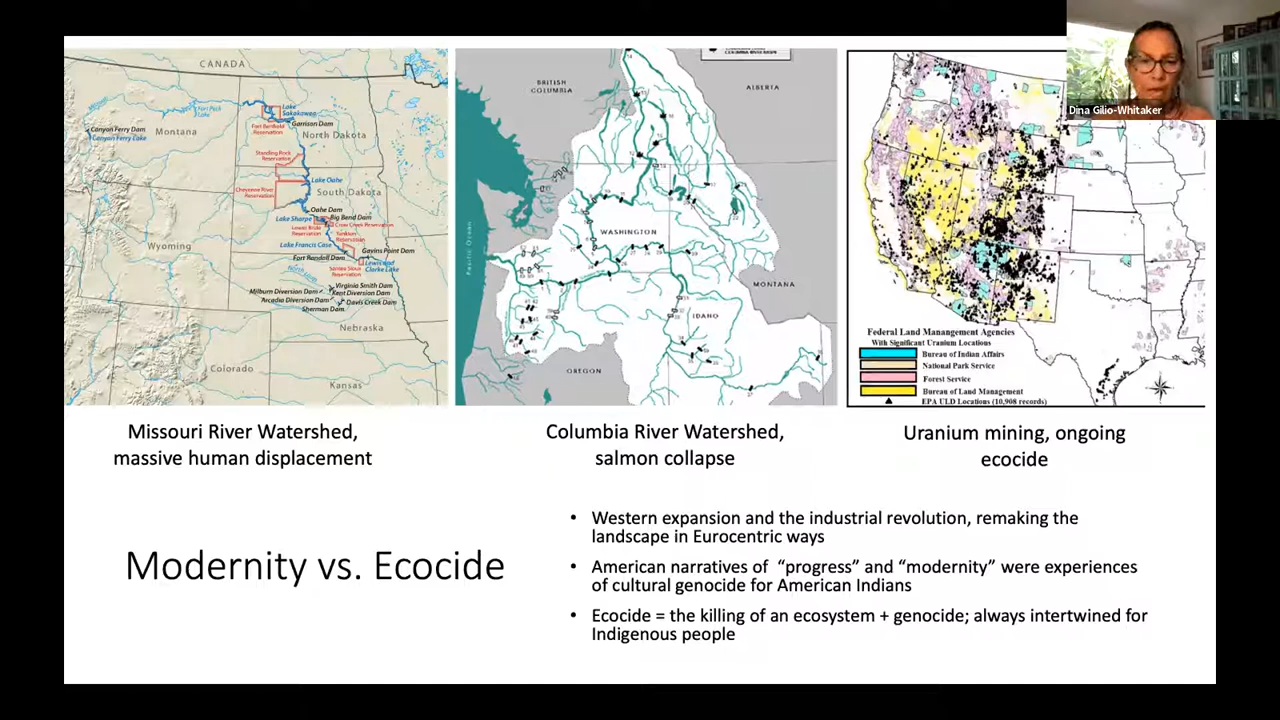 Dina Gilio-Whitaker
CANADA
Montana
Canyon Ferry Dam
Canyon Ferry Lake
Fort Peck
Lake
Lake
Sakakawea
Garrison Dam
Fort Berthold
Reservation
North Dakota
Standing Rock
Reservation
Lake Oahe
Cheyenne River
Reservation
South Dakota
Oahe Dam
Lake Sharpe
Big Bend Dam
Crow Creek Reservation
Lower Brule
Reservation
Yankton
Reservation
Lake Francis Case
Gavins Point Dam
Fort Randall Dam
Lewis and
Clarke Lake
Santee Sioux
Reservation
Wyoming
Virginia Smith Dam
Milburn Diversion Dam
Kent Diversion Dam
Arcadia Diversion Dam
Davis Creek Dam
Sherman Dam
Nebraska
Colorado
Kansas
BRITISH
COLUMBIA
ALBERTA
Pacific Ocean
WASHINGTON
MONTANA
IDAHO
OREGON
Federal Land Management Agencies
With Significant Uranium Locations
Bureau of Indian Affairs
National Park Service
Forest Service
Bureau of Land Management
EPA ULD Locations (10,908 records)
Missouri River Watershed,
massive human displacement
Columbia River Watershed,
salmon collapse
Uranium mining, ongoing
ecocide
Modernity vs. Ecocide
• Western expansion and the industrial revolution, remaking the
landscape in Eurocentric ways
• American narratives of “progress” and “modernity” were experiences
of cultural genocide for American Indians
• Ecocide = the killing of an ecosystem + genocide; always intertwined for
Indigenous people